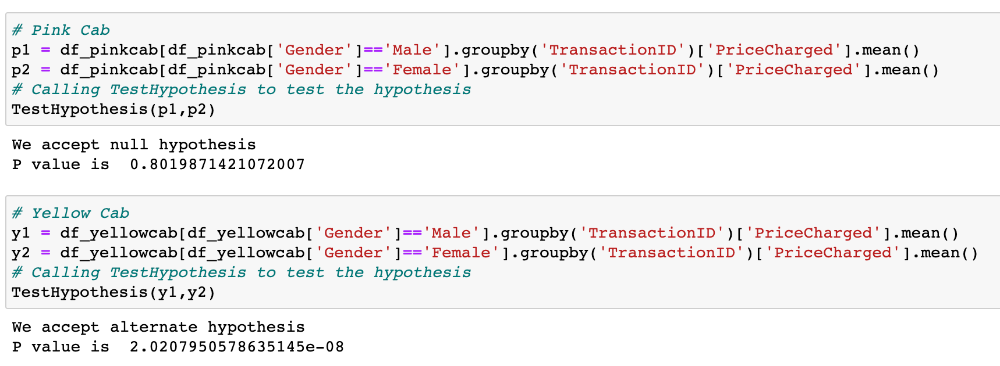 # Pink Cab
p1 = df_pinkcab[df_pinkcab['Gender']=='Male'].groupby('TransactionID')['PriceCharged'].mean()
p2 = df_pinkcab[df_pinkcab['Gender']=='Female'].groupby('TransactionID')['PriceCharged'].mean()
# Calling TestHypothesis to test the hypothesis
TestHypothesis(p1,p2)
We accept null hypothesis
P value is  0.8019871421072007
# Yellow Cab
y1 = df_yellowcab[df_yellowcab['Gender']=='Male'].groupby('TransactionID')['PriceCharged'].mean()
y2 = df_yellowcab[df_yellowcab['Gender']=='Female'].groupby('TransactionID')['PriceCharged'].mean()
# Calling TestHypothesis to test the hypothesis
TestHypothesis(y1,y2)
We accept alternate hypothesis
P value is  2.0207950578635145e-08